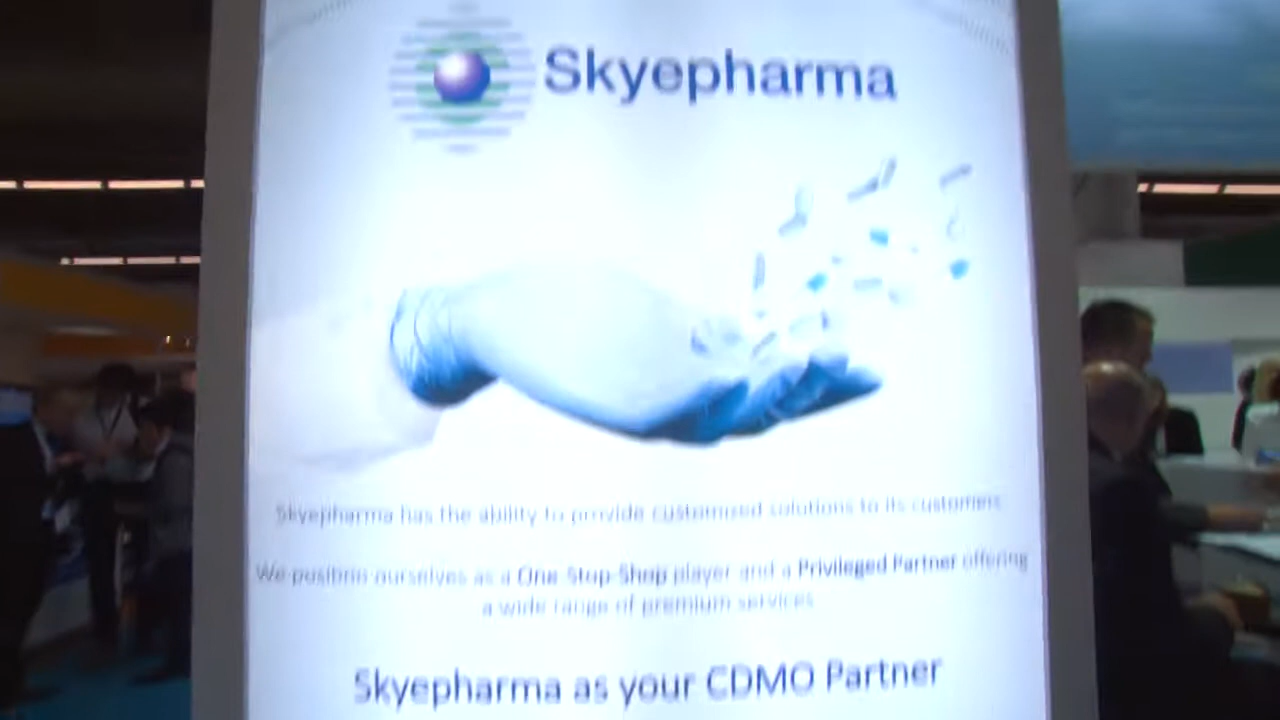 Skyepharma
Skyepharma has the ability to provide customized solutions to its customers
We position ourselves as a One Stop Shop player and a Privileged Partner offering
a wide range of premium services
Skyepharma as your CDMO Partner